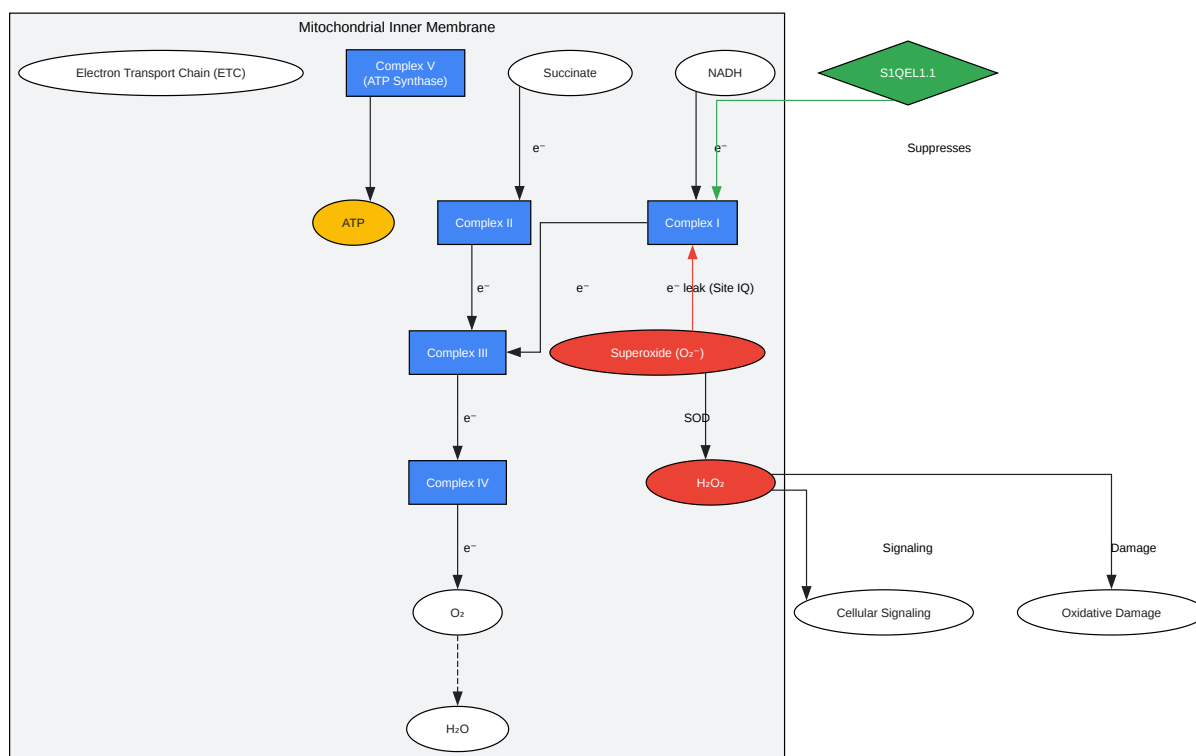 Mitochondrial Inner Membrane
Electron Transport Chain (ETC)
Complex V
(ATP Synthase)
Succinate
NADH
S1QEL1.1
e⁻
e⁻
Suppresses
ATP
Complex II
Complex I
e⁻
e⁻
e⁻ leak (Site IQ)
Complex III
Superoxide (O₂⁻)
e⁻
SOD
Complex IV
H₂O₂
e⁻
Signaling
Damage
O₂
Cellular Signaling
Oxidative Damage
H₂O